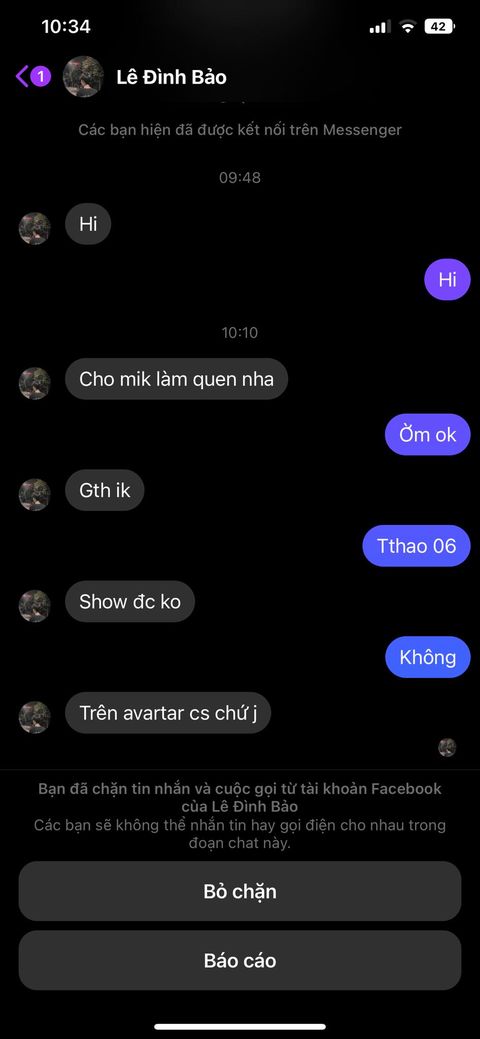 10:34
42
1
Lê Đình Bảo
Các bạn hiện đã được kết nối trên Messenger
09:48
Hi
Hi
10:10
Cho mik làm quen nha
Ờm ok
Gth ik
Tthao 06
Show đc ko
Không
Trên avartar cs chứ j
Bạn đã chặn tin nhắn và cuộc gọi từ tài khoản Facebook
của Lê Đình Bảo
Các bạn sẽ không thể nhắn tin hay gọi điện cho nhau trong
đoạn chat này.
Bỏ chặn
Báo cáo